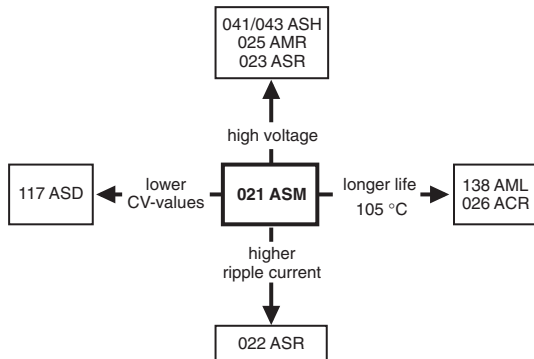 041/043 ASH
025 AMR
023 ASR
high voltage
117 ASD
lower
CV-values
021 ASM
longer life
105 °C
138 AML
026 ACR
higher
ripple current
022 ASR